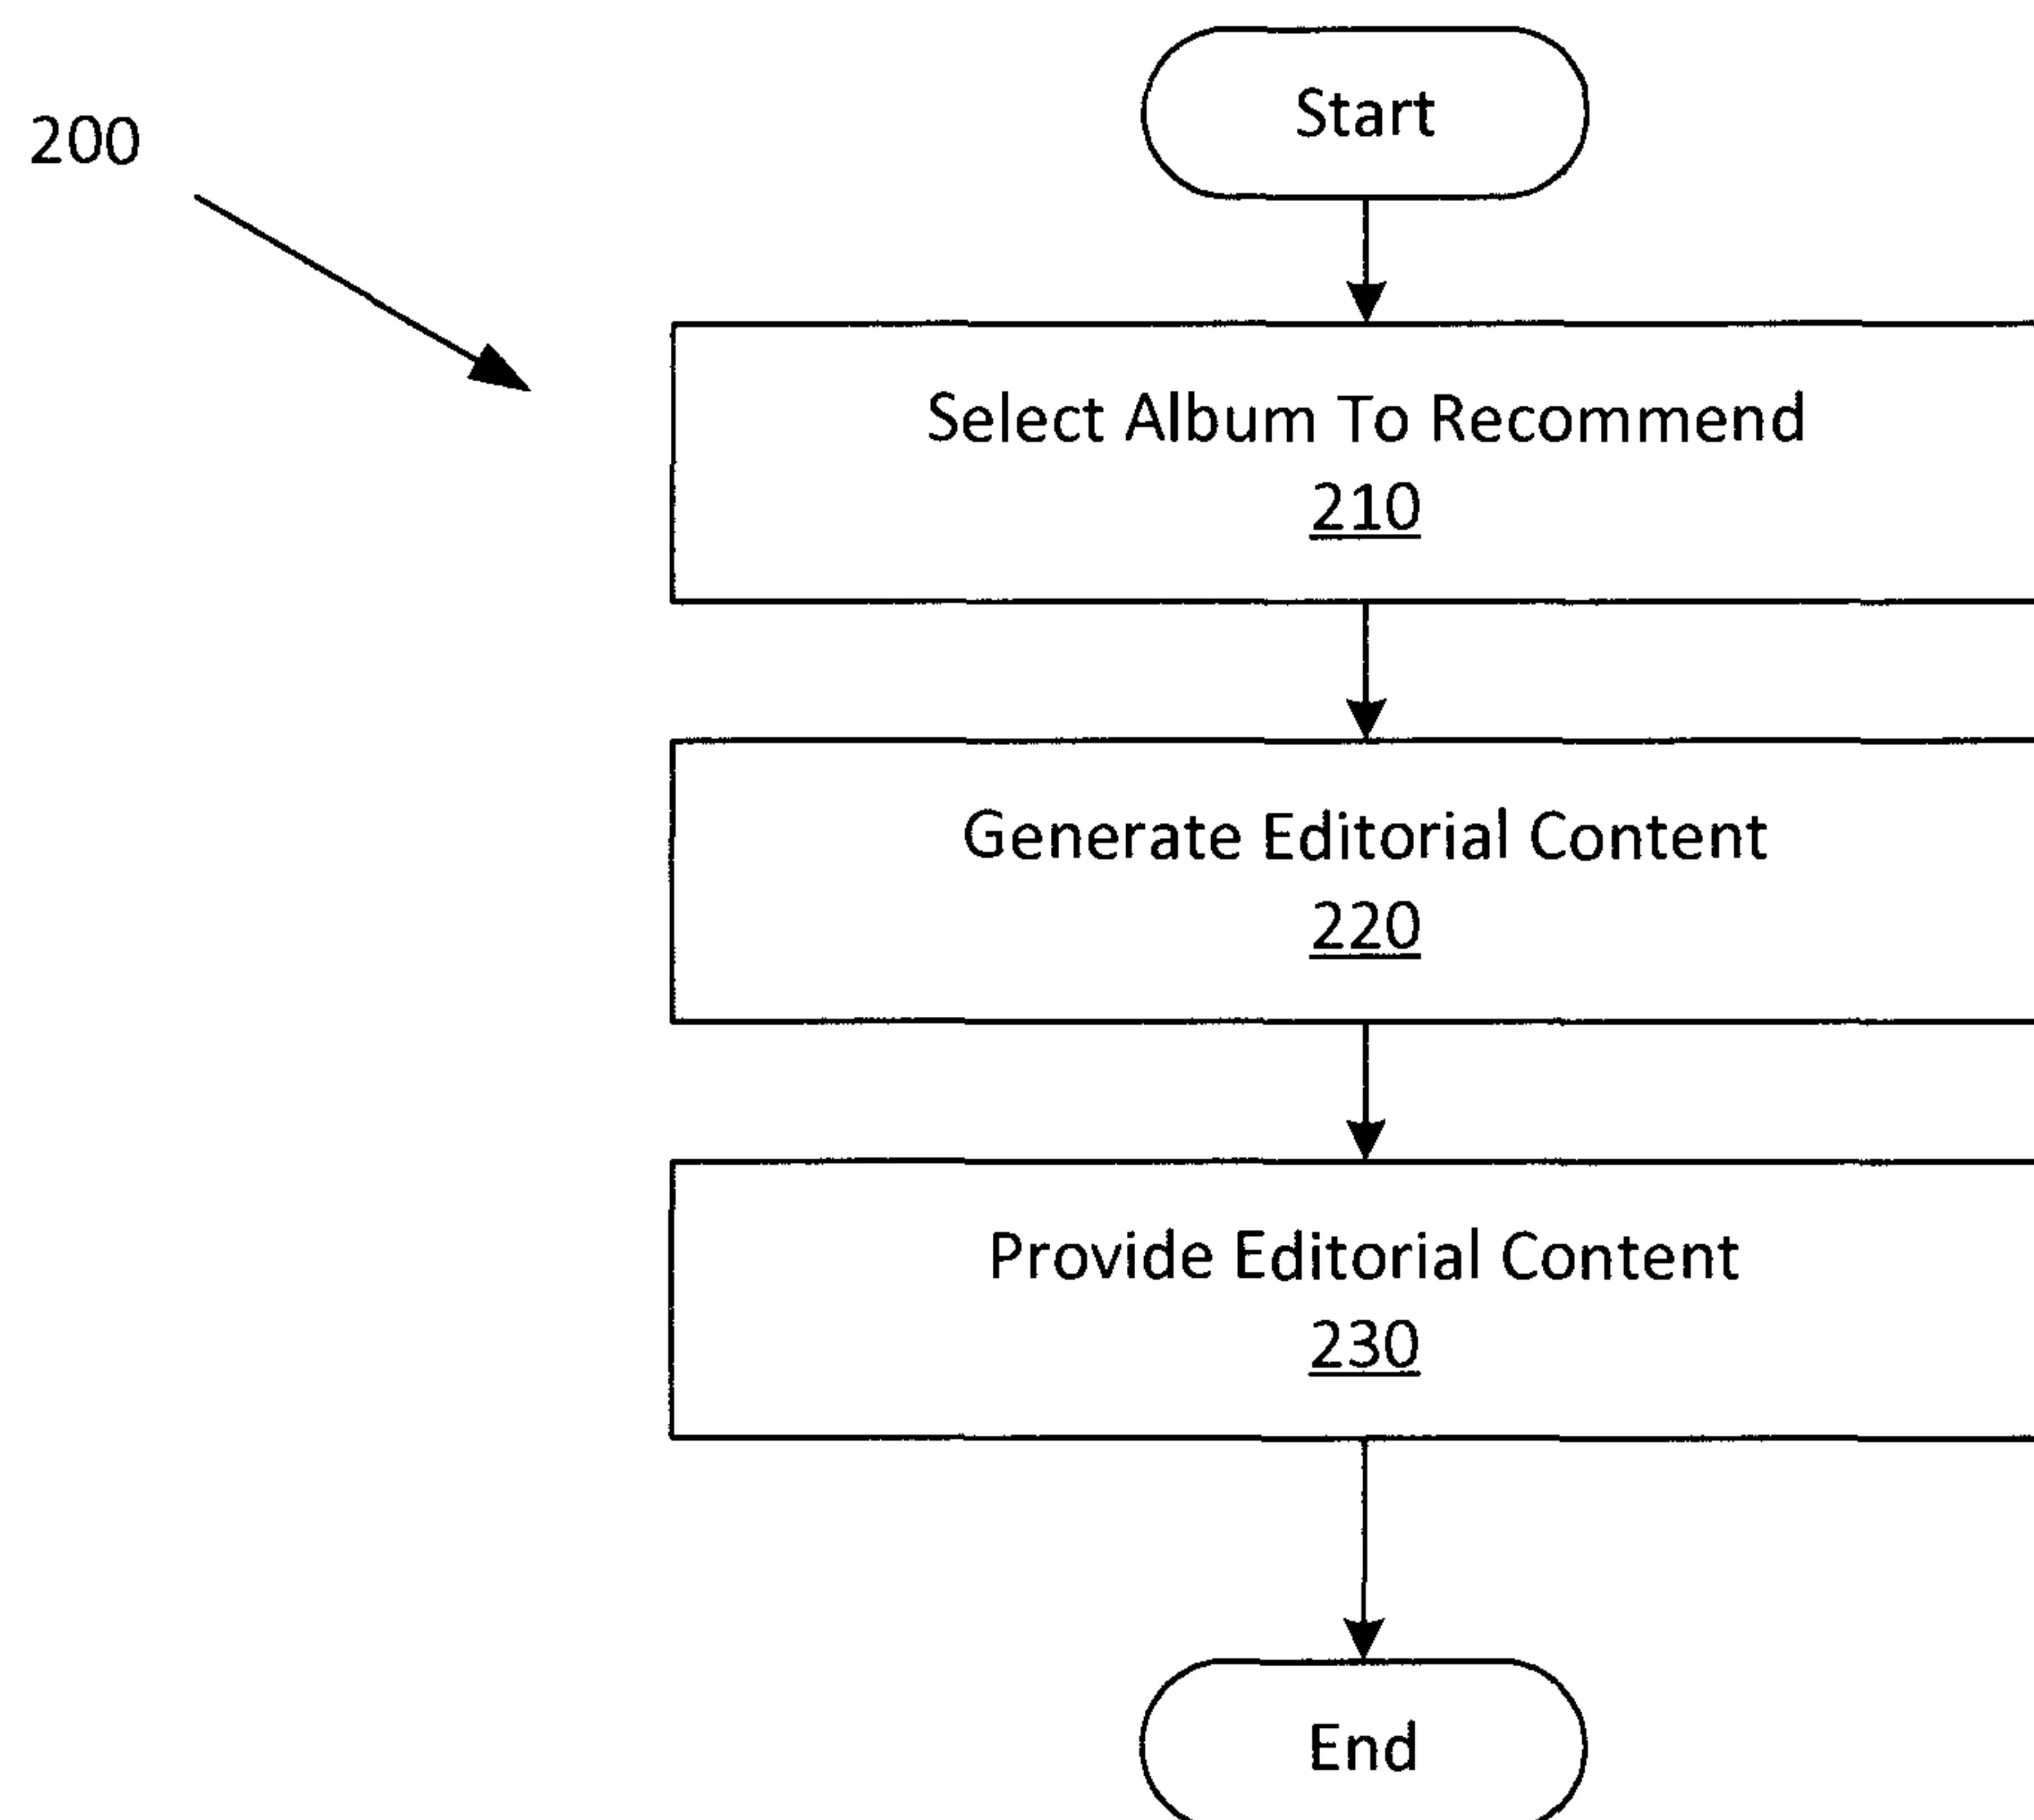 Start
200
Select Album To Recommend
210
Generate Editorial Content
220
Provide Editorial Content
230
End